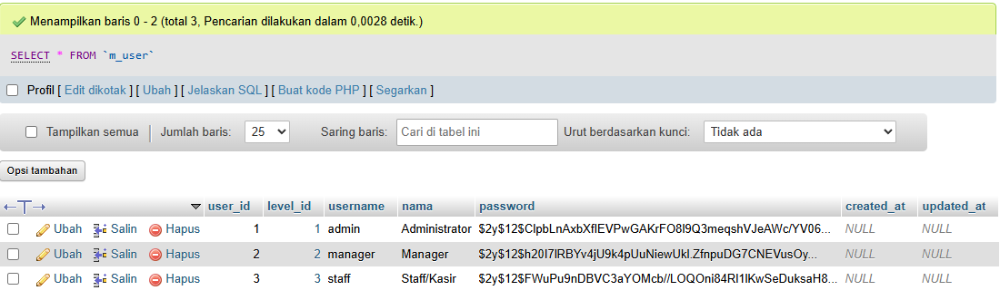 Menampilkan baris 0 - 2 (total 3, Pencarian dilakukan dalam 0,0028 detik.)
SELECT * FROM `m_user`
Profil [ Edit dikotak ] [ Ubah ] [ Jelaskan SQL ] [ Buat kode PHP ] [ Segarkan ]
Tampilkan semua Jumlah baris: 25 Saring baris: Cari di tabel ini Urut berdasarkan kunci: Tidak ada
Opsi tambahan
user_id level_id username nama password created_at updated_at
Ubah Salin Hapus 1 1 admin Administrator $2y$12$ClpbLnAxbXflEVPwGAKrFO8I9Q3meqshVJeAWc/YV06... NULL NULL
Ubah Salin Hapus 2 2 manager Manager $2y$12$h20I7lRBYv4jU9k4pUuNiewUkl.ZfnpuDG7CNEVusOy... NULL NULL
Ubah Salin Hapus 3 3 staff Staff/Kasir $2y$12$FWuPu9nDBVC3aYOMcb//LOQOni84RI1lKwSeDuksaH8... NULL NULL